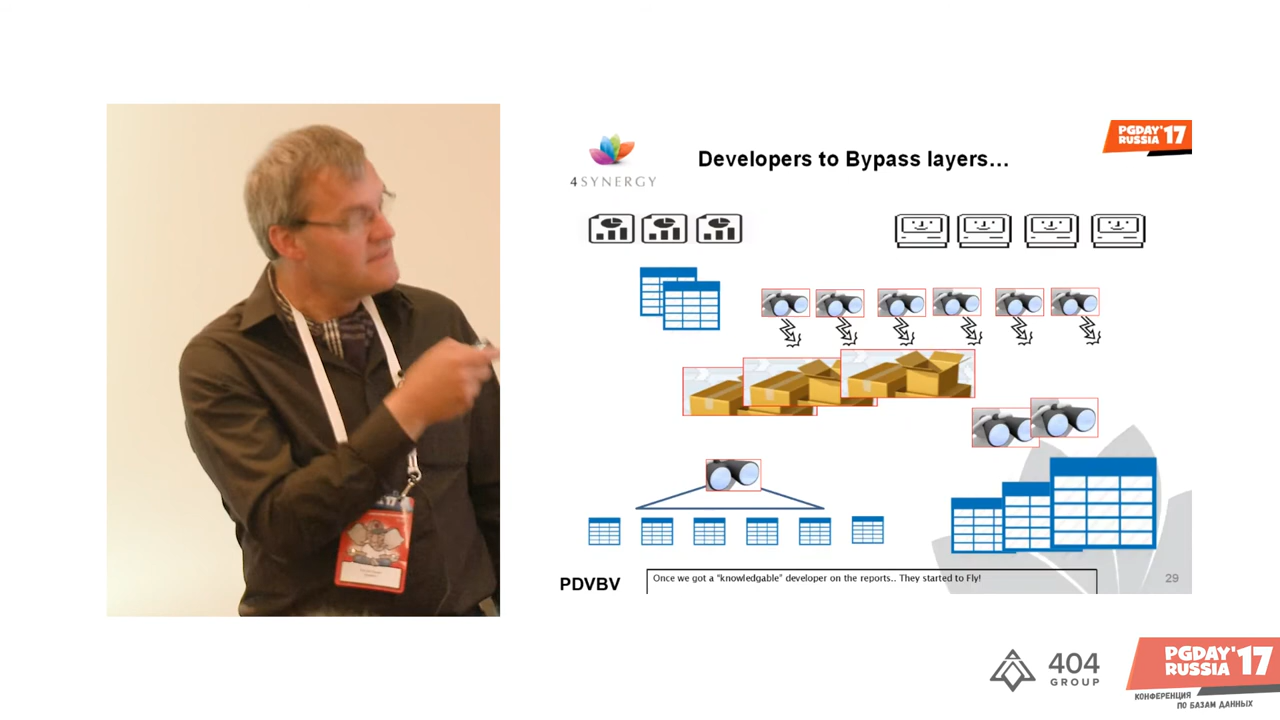 PGDAY'17
RUSSIA
4SYNERGY
Developers to Bypass layers...
PDVBV
Once we got a "knowledgable" developer on the reports.. They started to Fly!
29
404
GROUP
PGDAY'17
RUSSIA
КОНФЕРЕНЦИЯ
ПО БАЗАМ ДАННЫХ